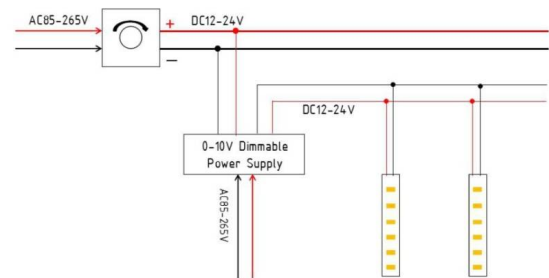 AC85-265V
+
DC12-24V
−
DC12-24V
0-10V Dimmable
Power Supply
AC85-265V